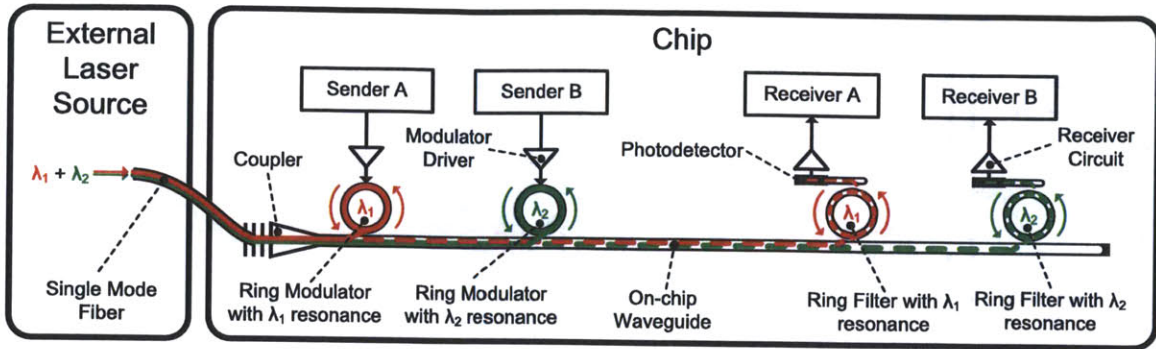 External
Laser
Source
Chip
Sender A
Sender B
Receiver A
Receiver B
Modulator
Driver
Coupler
Photodetector
Receiver
Circuit
λ₁ + λ₂
λ₁
λ₂
λ₁
λ₂
Single Mode
Fiber
Ring Modulator
with λ₁ resonance
Ring Modulator
with λ₂ resonance
On-chip
Waveguide
Ring Filter with λ₁
resonance
Ring Filter with λ₂
resonance